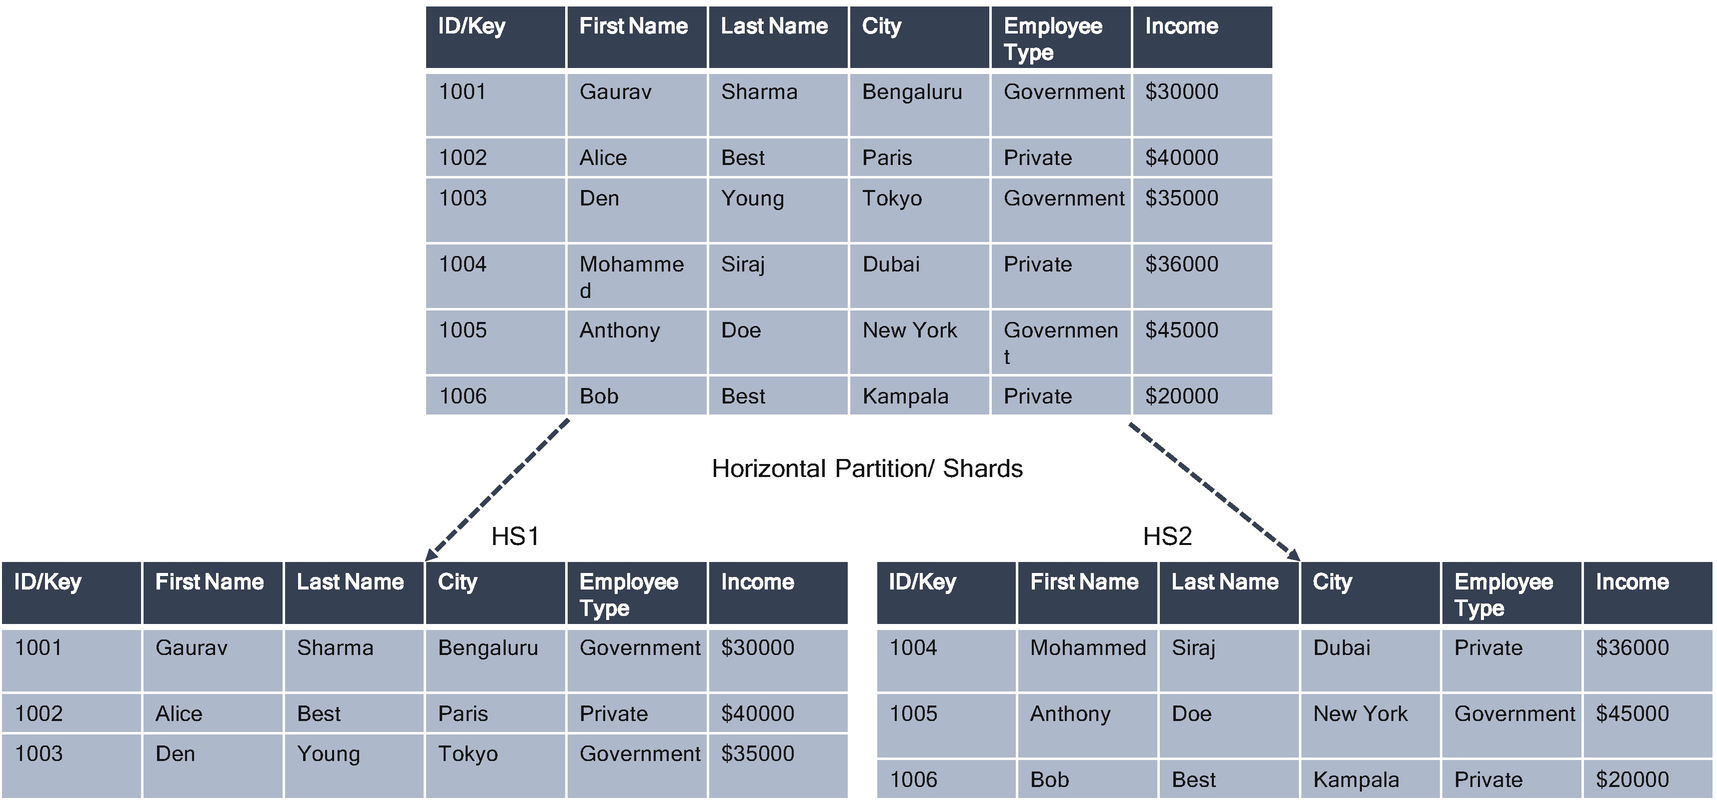 ID/Key First Name Last Name City Employee Type Income
1001 Gaurav Sharma Bengaluru Government $30000
1002 Alice Best Paris Private $40000
1003 Den Young Tokyo Government $35000
1004 Mohammed Siraj Dubai Private $36000
1005 Anthony Doe New York Government $45000
1006 Bob Best Kampala Private $20000
Horizontal Partition/ Shards
HS1
ID/Key First Name Last Name City Employee Type Income
1001 Gaurav Sharma Bengaluru Government $30000
1002 Alice Best Paris Private $40000
1003 Den Young Tokyo Government $35000
HS2
ID/Key First Name Last Name City Employee Type Income
1004 Mohammed Siraj Dubai Private $36000
1005 Anthony Doe New York Government $45000
1006 Bob Best Kampala Private $20000